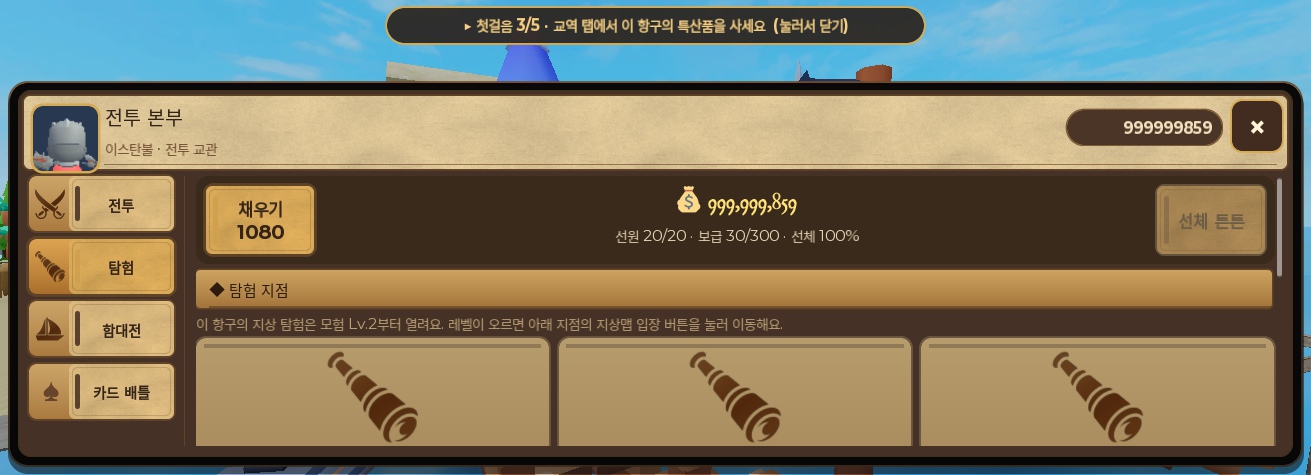 ▸ 첫걸음 3/5 · 교역 탭에서 이 항구의 특산품을 사세요 (눌러서 닫기)
전투 본부
이스탄불 · 전투 교관
999999859
×
전투
탐험
함대전
카드 배틀
채우기
1080
$ 999,999,859
선원 20/20 · 보급 30/300 · 선체 100%
선체 튼튼
◆ 탐험 지점
이 항구의 지상 탐험은 모험 Lv.2부터 열려요. 레벨이 오르면 아래 지점의 지상맵 입장 버튼을 눌러 이동해요.